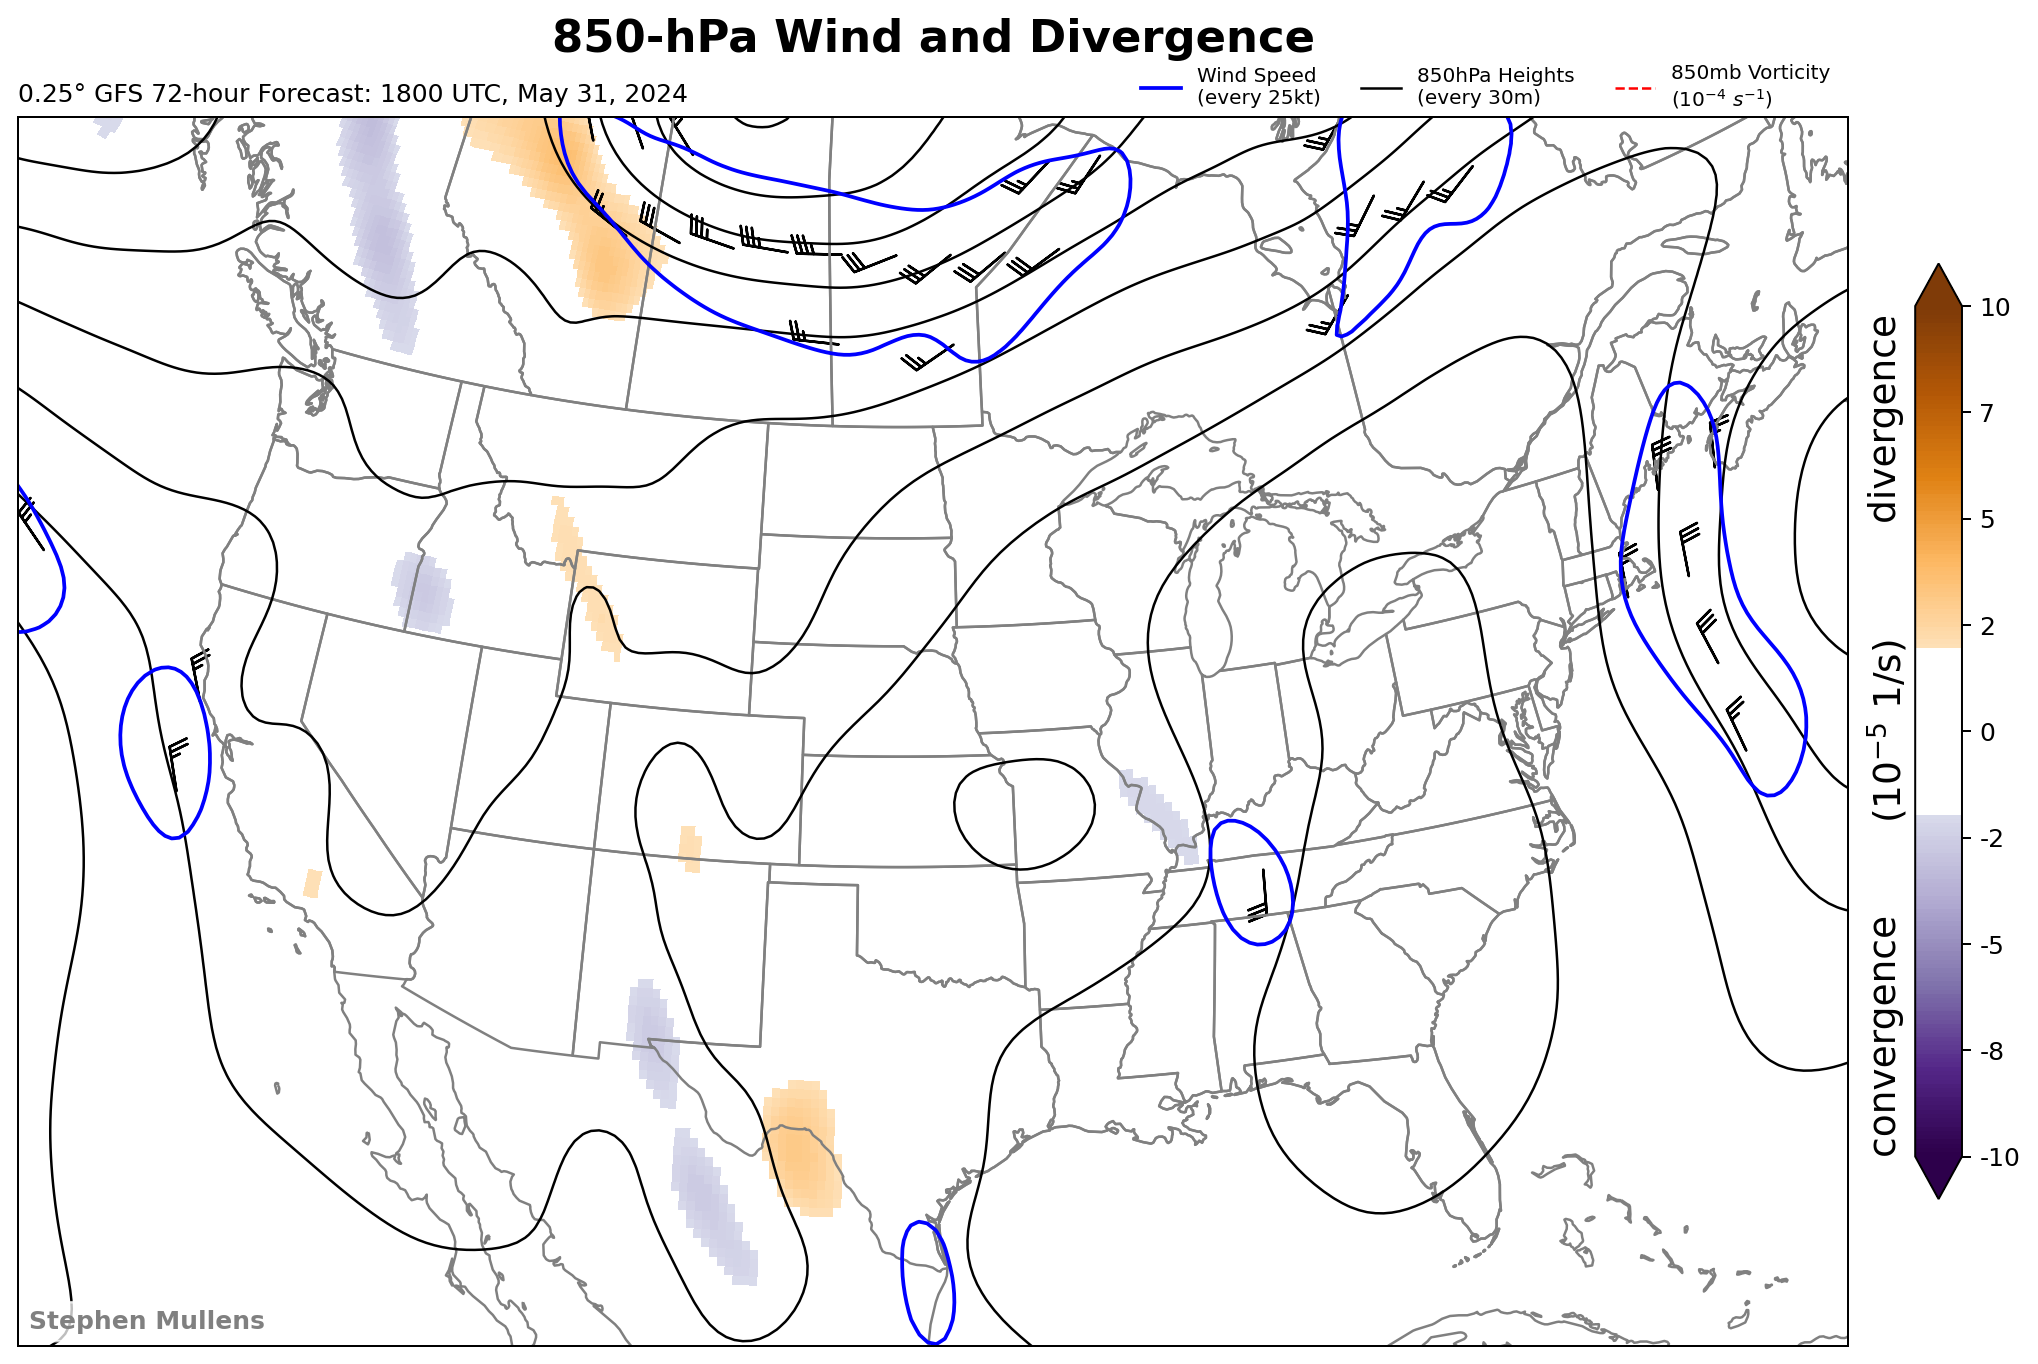 850-hPa Wind and Divergence
0.25° GFS 72-hour Forecast: 1800 UTC, May 31, 2024
Wind Speed
(every 25kt)
850hPa Heights
(every 30m)
850mb Vorticity
(10⁻⁴ s⁻¹)
10
7
5
2
0
-2
-5
-8
-10
convergence (10⁻⁵ 1/s) divergence
Stephen Mullens